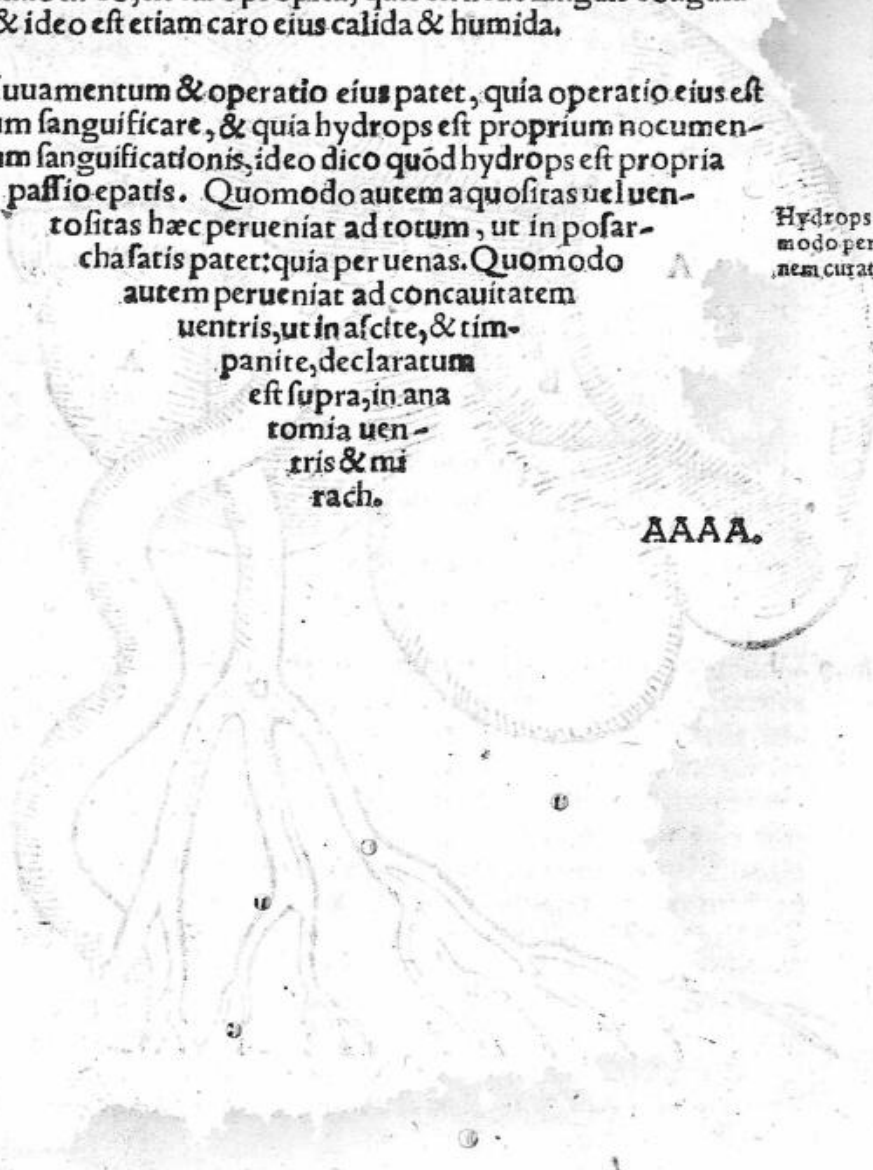 & ideo eſt etiam caro eius calida & humida.
uuamentum & operatio eius patet, quia operatio eius eſt
um ſanguificare, & quia hydrops eſt proprium nocumen-
um ſanguificationis, ideo dico quód hydrops eſt propria
paſſio epatis. Quomodo autem aquoſitas uel uen-
toſitas hæc perueniat ad totum, ut in poſar-
cha ſatis patet: quia per uenas. Quomodo
autem perueniat ad concauitatem
uentris, ut in aſcite, & tim-
panite, declaratum
eſt ſupra, in ana
tomia uen-
tris & mi
rach.
Hydrops
modo per
nem curat
AAAA.